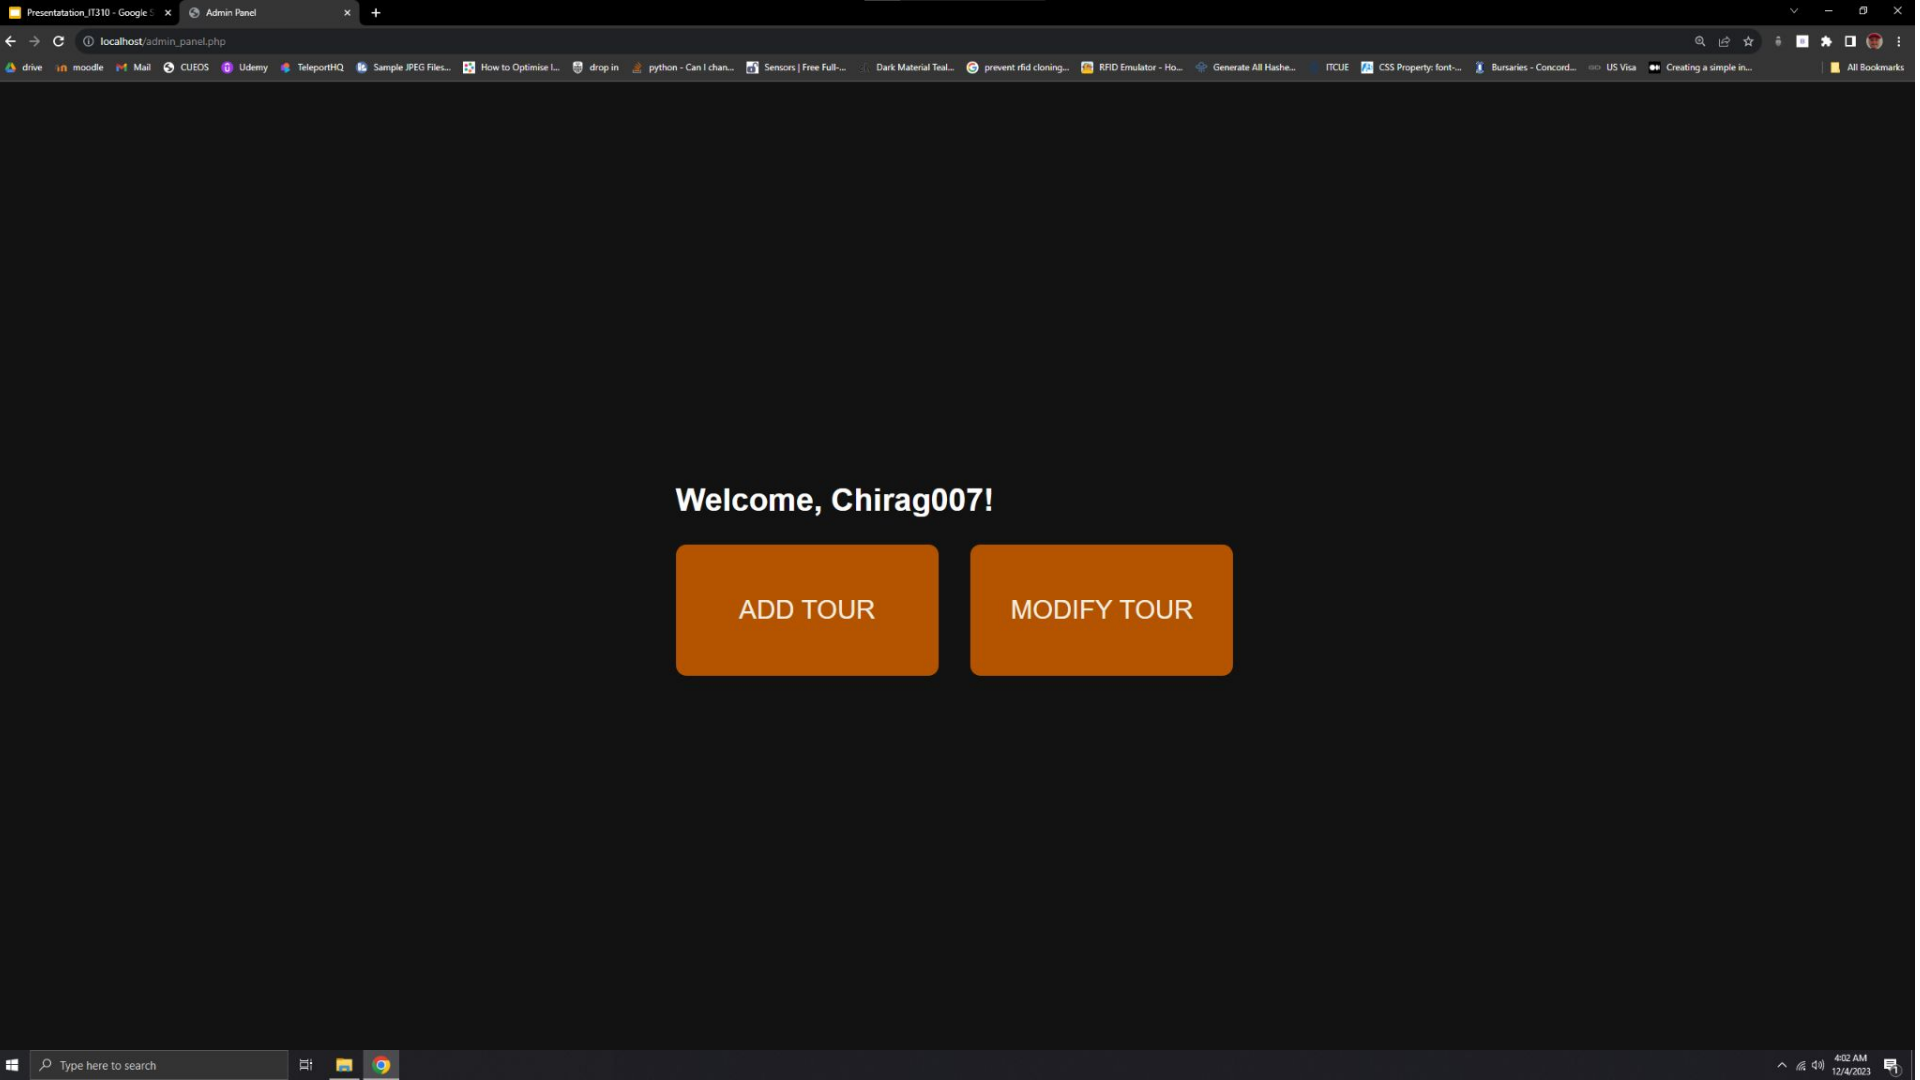 Presentatation_IT310 - Google S
Admin Panel
localhost/admin_panel.php
drive
moodle
Mail
CUEOS
Udemy
TeleportHQ
Sample JPEG Files...
How to Optimise I...
drop in
python - Can I chan...
Sensors | Free Full-...
Dark Material Teal...
prevent rfid cloning...
RFID Emulator - Ho...
Generate All Hashe...
ITCUE
CSS Property: font-...
Bursaries - Concord...
US Visa
Creating a simple in...
All Bookmarks
Welcome, Chirag007!
ADD TOUR
MODIFY TOUR
Type here to search
4:02 AM
12/4/2023
1